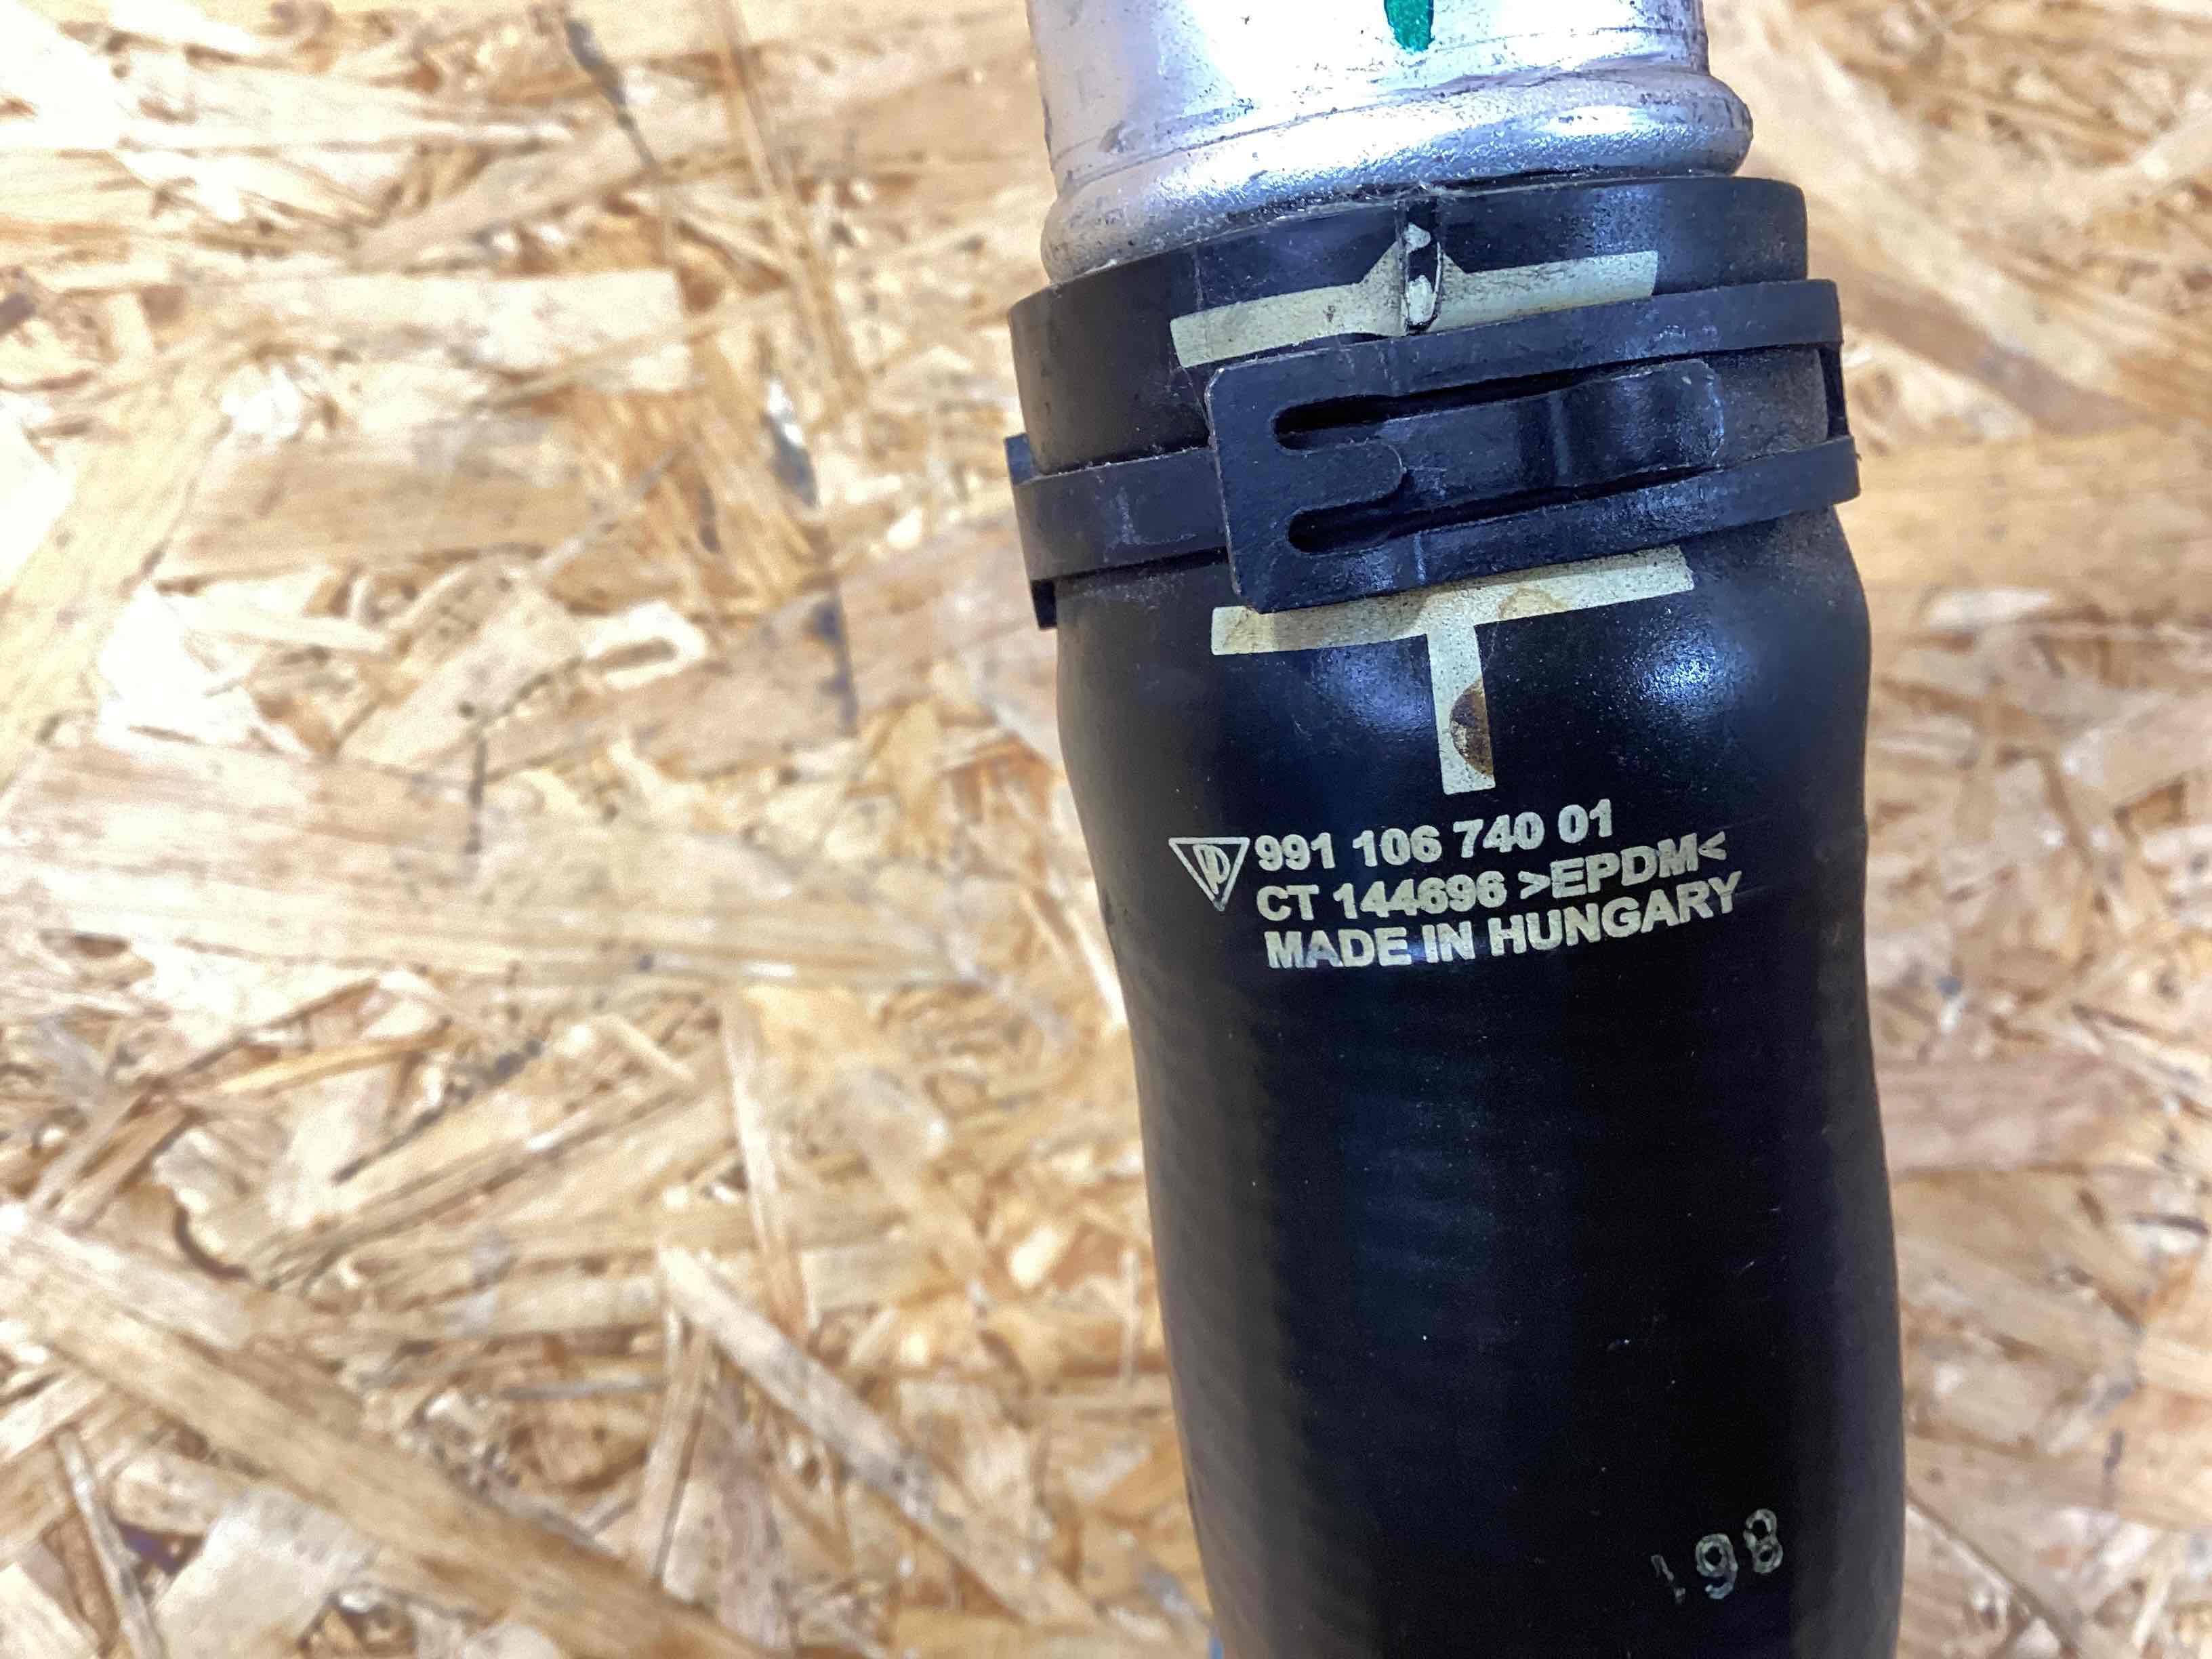 991 106 740 01
CT 144696 >EPDM<
MADE IN HUNGARY
198